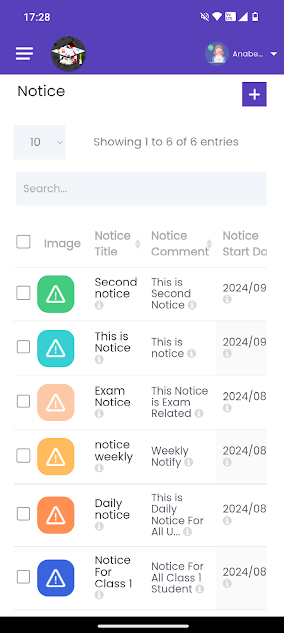 17:28
Anabe...
Notice
10
Showing 1 to 6 of 6 entries
Search...
Image
Notice
Title
Notice
Comment
Notice
Start Da
Second
notice
This is
Second
Notice
2024/09
This is
Notice
This is
notice
2024/09
Exam
Notice
This Notice
is Exam
Related
2024/08
notice
weekly
Weekly
Notify
2024/08
Daily
notice
This is
Daily
Notice For
All U...
2024/08
Notice
For
Class 1
Notice For
All Class 1
Student
2024/08